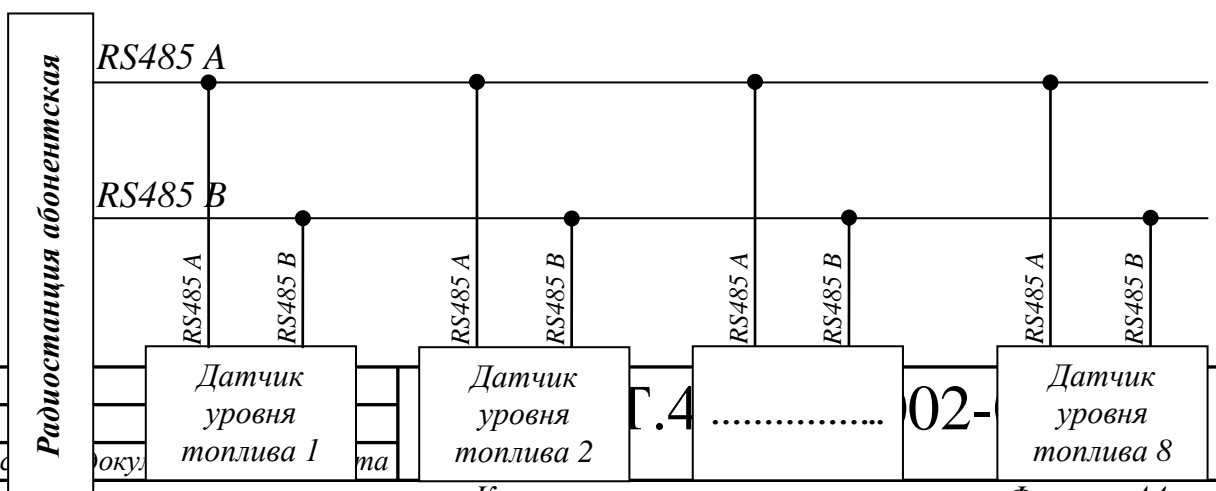 Радиостанция абонентская
RS485 A
RS485 B
RS485 A
RS485 B
RS485 A
RS485 B
RS485 A
RS485 B
RS485 A
RS485 B
Датчик
уровня
топлива 1
Датчик
уровня
топлива 2
……………..
Датчик
уровня
топлива 8
Т.4
002-